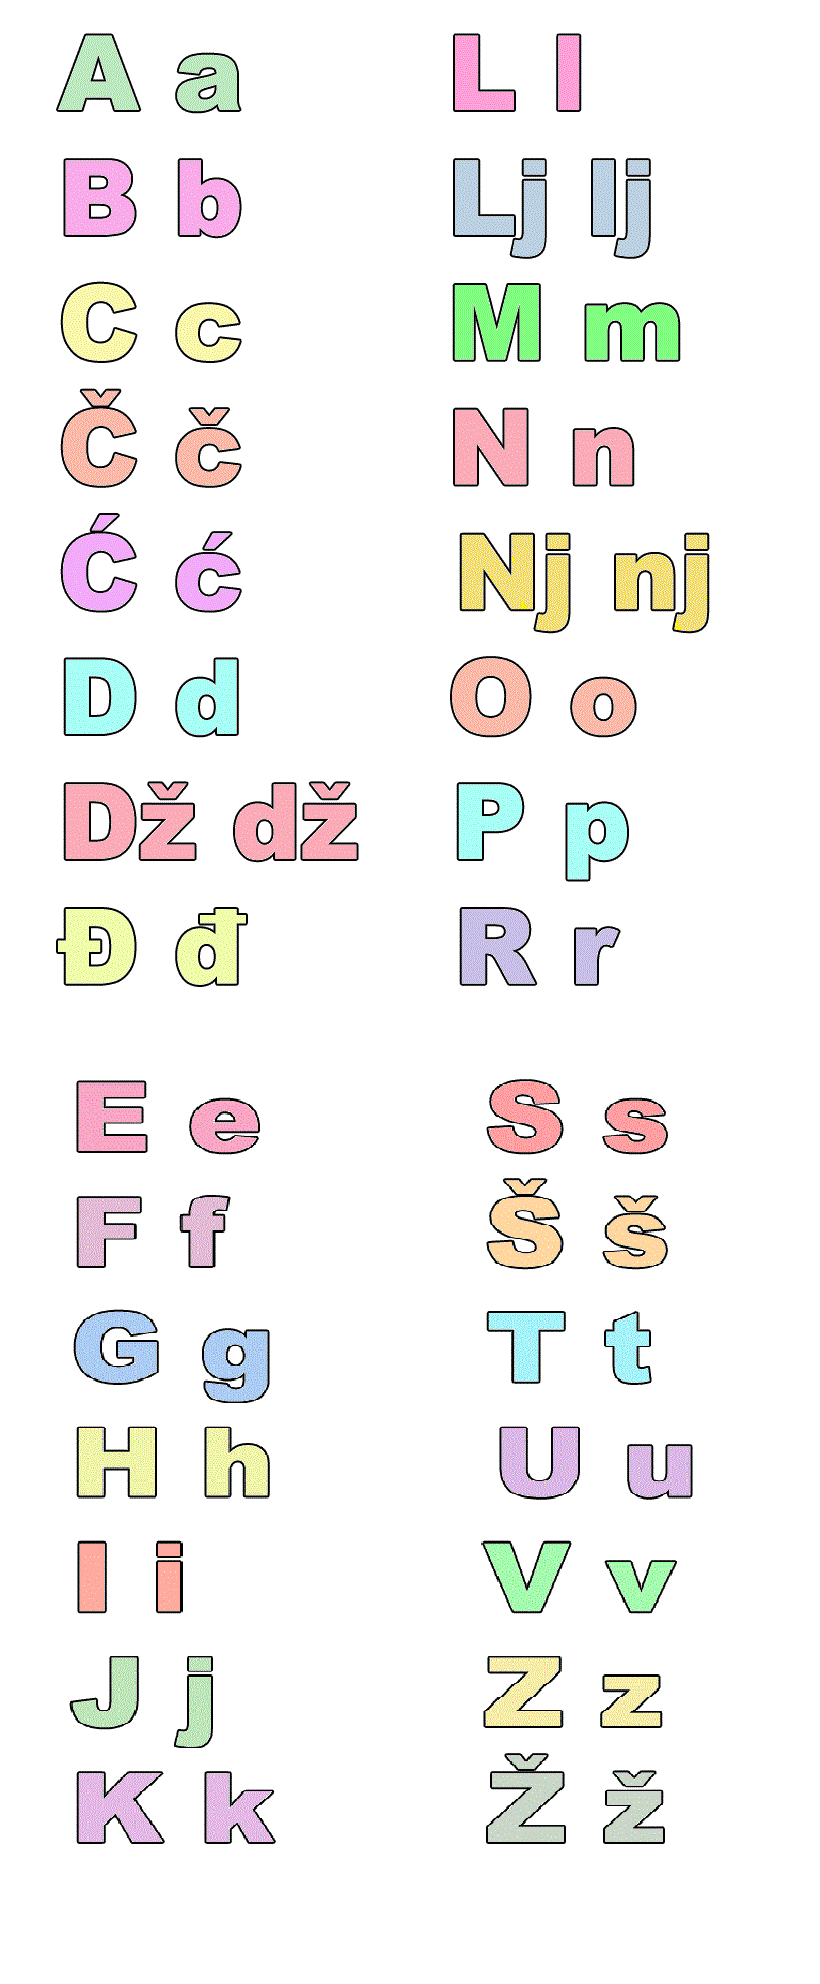 A a L l
B b Lj lj
C c M m
Č č N n
Ć ć Nj nj
D d O o
Dž dž P p
Đ đ R r
E e S s
F f Š š
G g T t
H h U u
I i V v
J j Z z
K k Ž ž